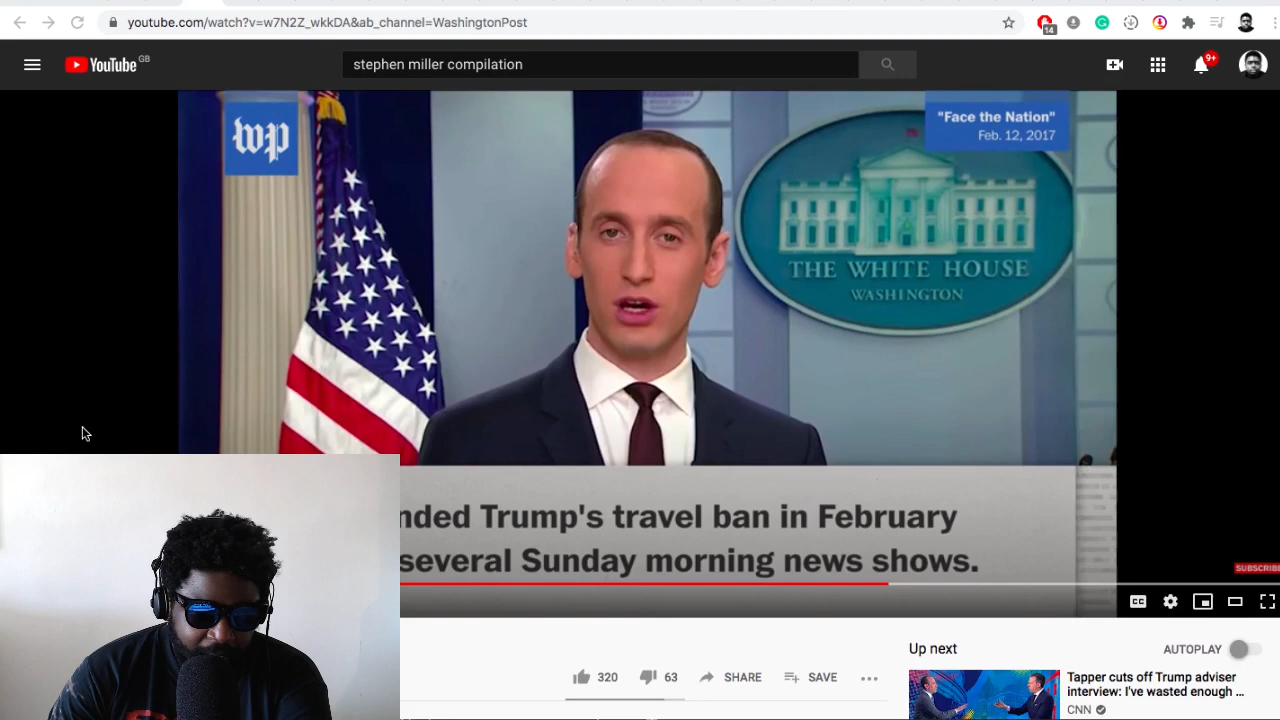 youtube.com/watch?v=w7N2Z_wkkDA&ab_channel=WashingtonPost
14
YouTube GB
stephen miller compilation
9+
wp
"Face the Nation"
Feb. 12, 2017
THE WHITE HOUSE
WASHINGTON
nded Trump's travel ban in February
several Sunday morning news shows.
SUBSCRIBE
CC
320
63
SHARE
SAVE
Up next
AUTOPLAY
Tapper cuts off Trump adviser
interview: I've wasted enough ...
CNN